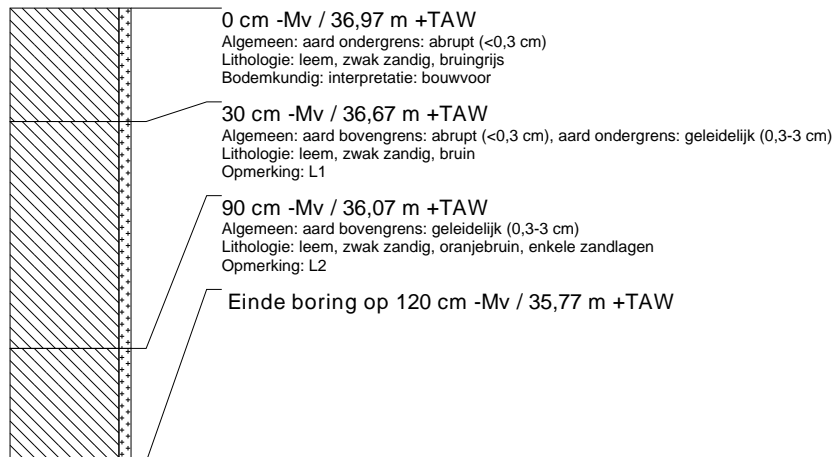 0 cm -Mv / 36,97 m +TAW
Algemeen: aard ondergrens: abrupt (<0,3 cm)
Lithologie: leem, zwak zandig, bruingrijs
Bodemkundig: interpretatie: bouwvoor
30 cm -Mv / 36,67 m +TAW
Algemeen: aard bovengrens: abrupt (<0,3 cm), aard ondergrens: geleidelijk (0,3-3 cm)
Lithologie: leem, zwak zandig, bruin
Opmerking: L1
90 cm -Mv / 36,07 m +TAW
Algemeen: aard bovengrens: geleidelijk (0,3-3 cm)
Lithologie: leem, zwak zandig, oranjebruin, enkele zandlagen
Opmerking: L2
Einde boring op 120 cm -Mv / 35,77 m +TAW